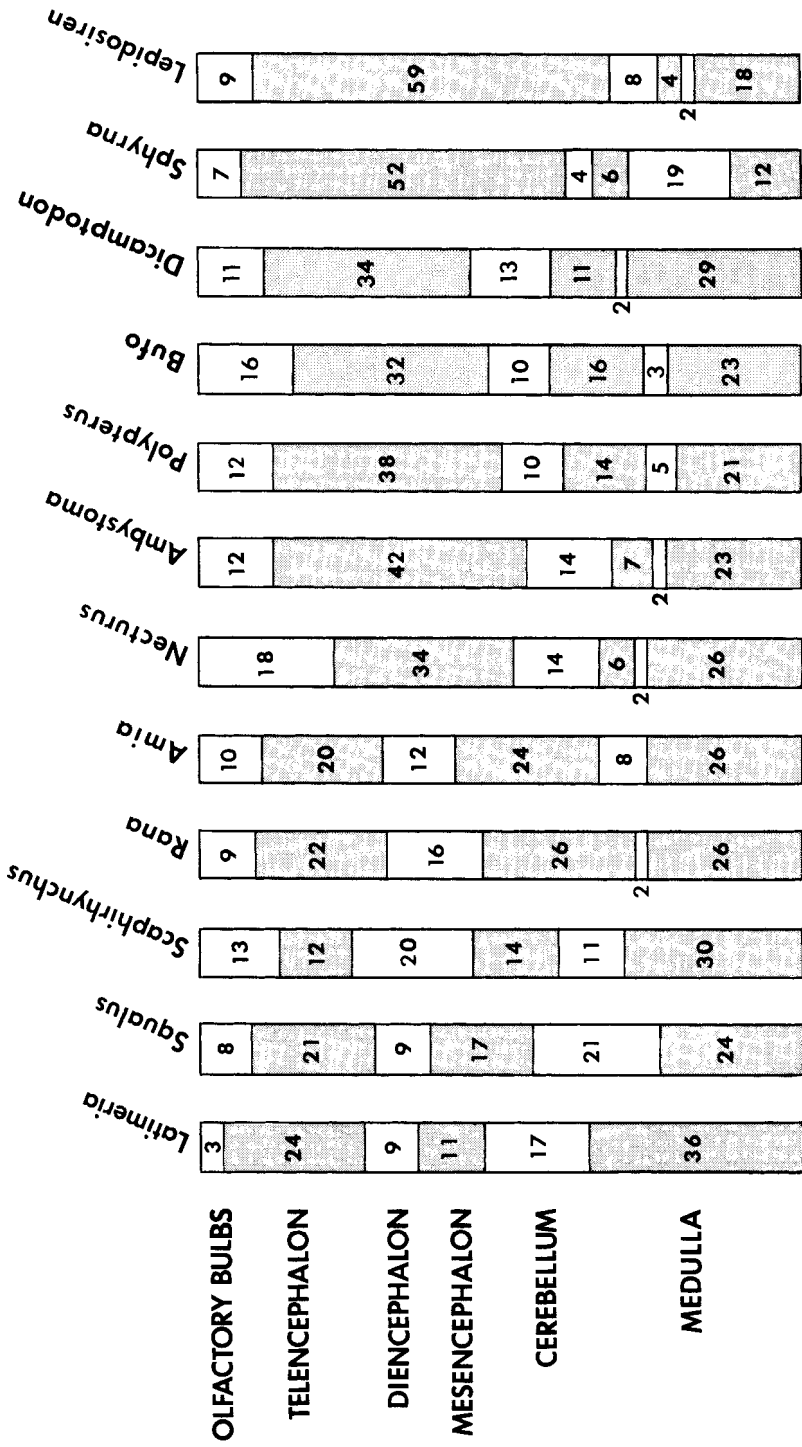 Latimeria Squalus Scaphirhynchus Rana Amia Necturus Ambystoma Polypterus Bufo Dicamptodon Sphyrna Lepidosiren
OLFACTORY BULBS 3 8 13 9 10 18 12 12 16 11 7 9
TELENCEPHALON 24 21 12 22 20 34 42 38 32 34 52 59
DIENCEPHALON 9 9 20 16 12 14 14 10 10 13 4 8
MESENCEPHALON 11 17 14 26 24 6 7 14 16 11 6 4
CEREBELLUM 17 21 11 2 8 2 2 5 3 2 19 2
MEDULLA 36 24 30 26 26 26 23 21 23 29 12 18